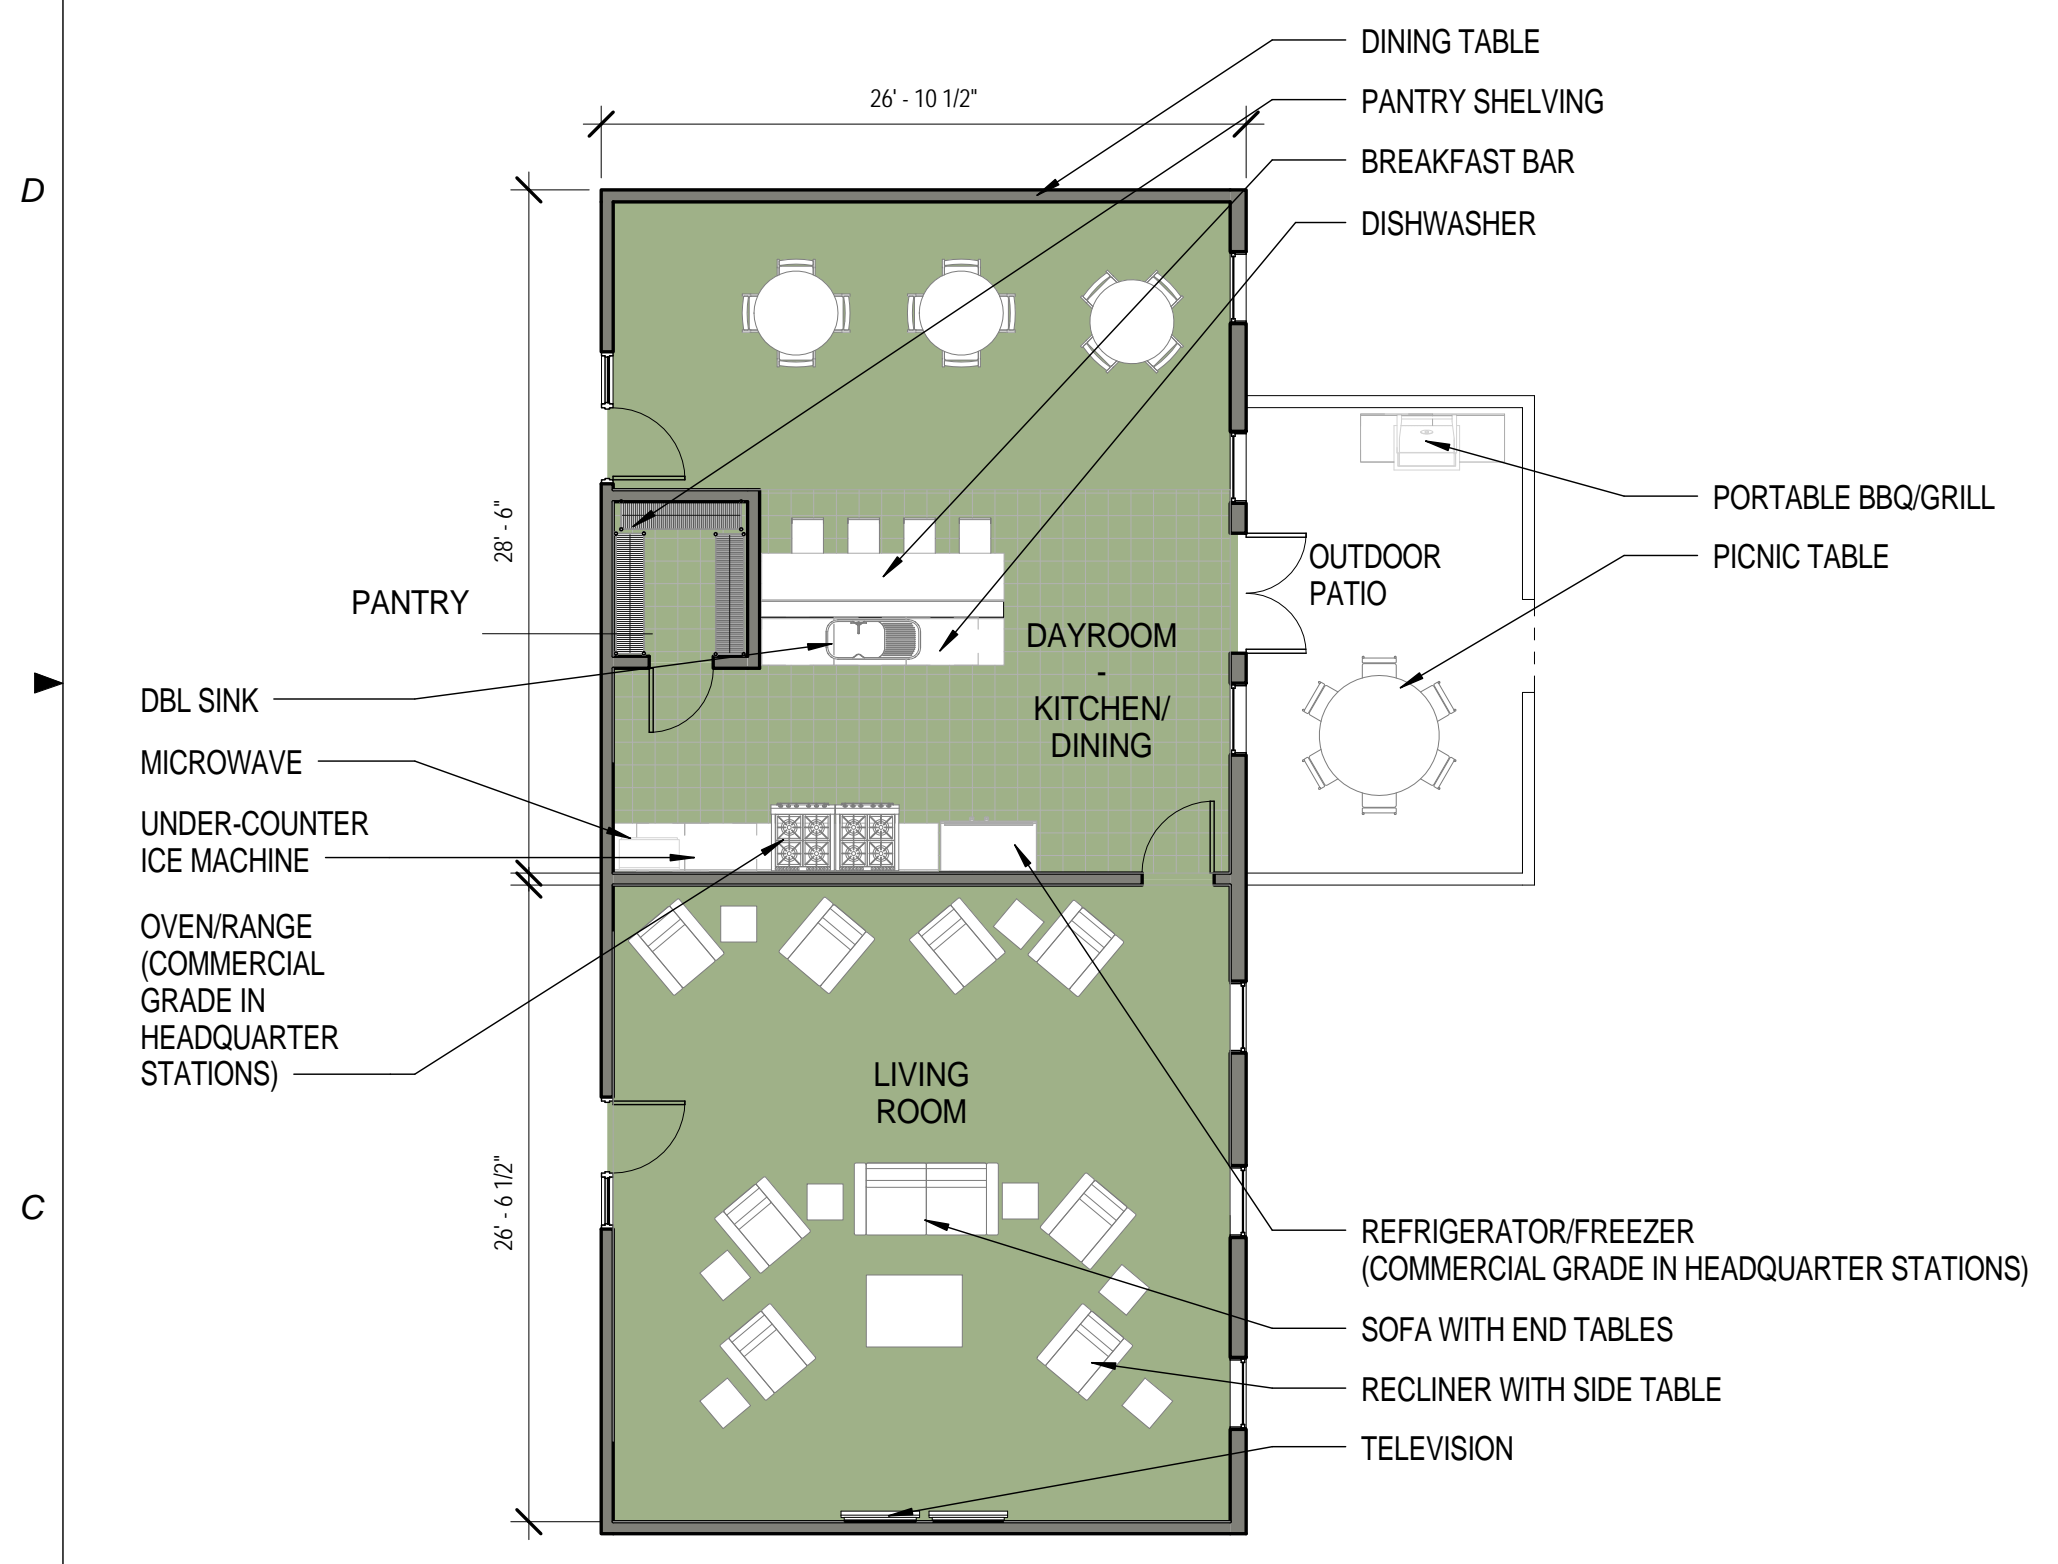 DINING TABLE
26' - 10 1/2"
PANTRY SHELVING
BREAKFAST BAR
D
DISHWASHER
PORTABLE BBQ/GRILL
28' - 6"
OUTDOOR
PATIO
PICNIC TABLE
PANTRY
DAYROOM
-
KITCHEN/
DINING
DBL SINK
MICROWAVE
UNDER-COUNTER
ICE MACHINE
OVEN/RANGE
(COMMERCIAL
GRADE IN
HEADQUARTER
STATIONS)
LIVING
ROOM
26' - 6 1/2"
C
REFRIGERATOR/FREEZER
(COMMERCIAL GRADE IN HEADQUARTER STATIONS)
SOFA WITH END TABLES
RECLINER WITH SIDE TABLE
TELEVISION